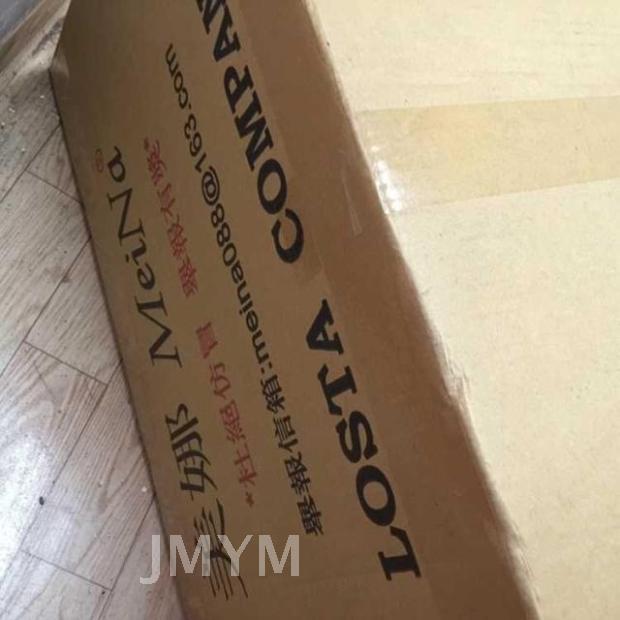 美娜 MeiNa®
*杜絕仿冒 舉報有獎*
舉報信箱:meina088@163.com
LOSTA COMPAN
JMYM